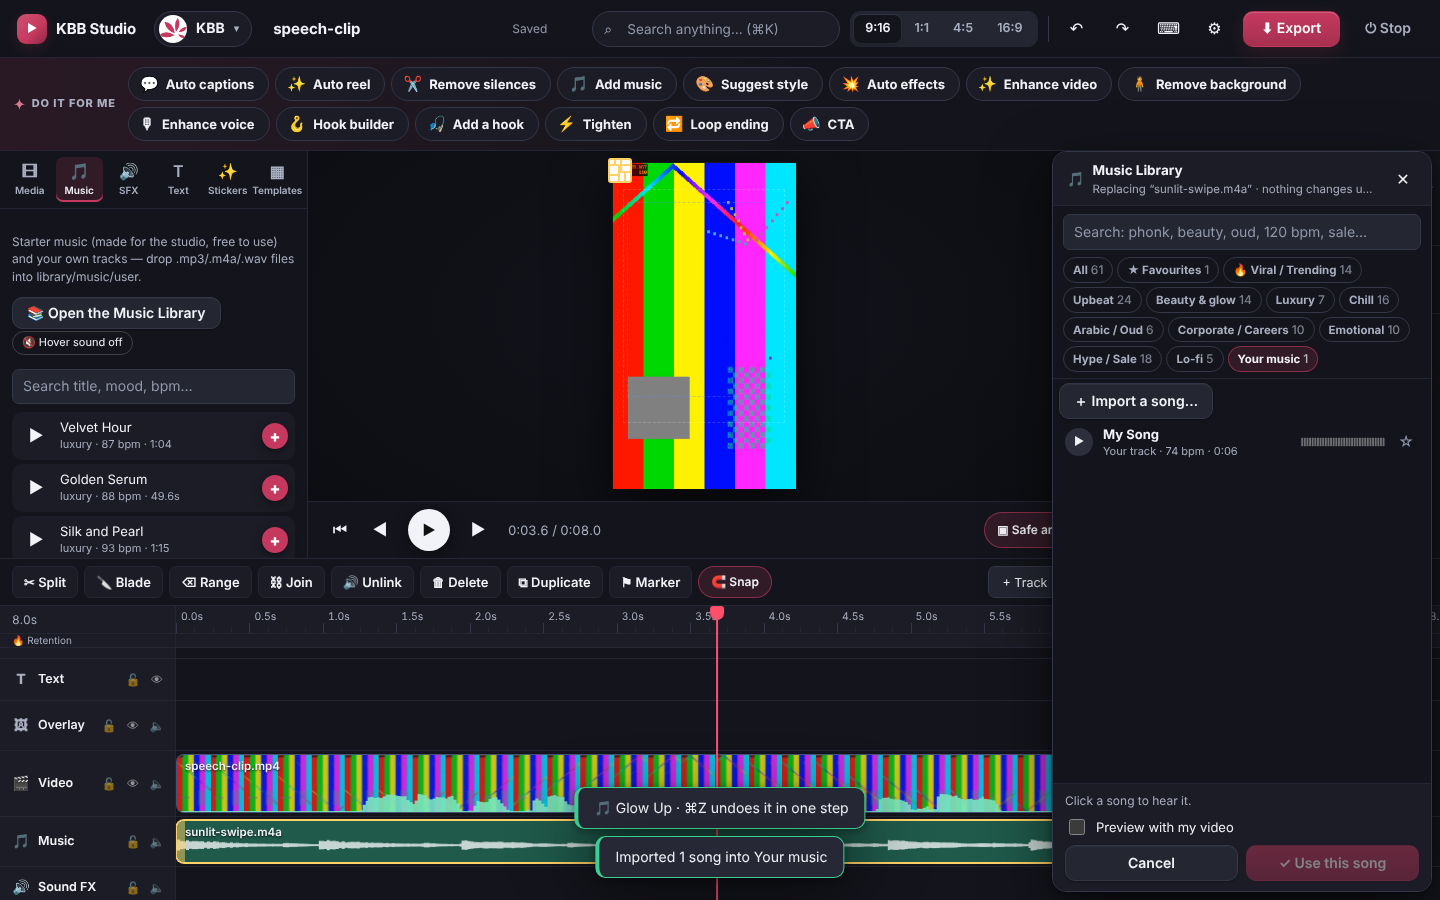 KBB Studio
KBB
speech-clip
Saved
Search anything... (⌘K)
9:16 1:1 4:5 16:9
Export
Stop
DO IT FOR ME
Auto captions
Auto reel
Remove silences
Add music
Suggest style
Auto effects
Enhance video
Remove background
Enhance voice
Hook builder
Add a hook
Tighten
Loop ending
CTA
Media
Music
SFX
Text
Stickers
Templates
Starter music (made for the studio, free to use)
and your own tracks — drop .mp3/.m4a/.wav files
into library/music/user.
Open the Music Library
Hover sound off
Search title, mood, bpm...
Velvet Hour
luxury · 87 bpm · 1:04
Golden Serum
luxury · 88 bpm · 49.6s
Silk and Pearl
luxury · 93 bpm · 1:15
0:03.6 / 0:08.0
Safe ar
Music Library
Replacing “sunlit-swipe.m4a” · nothing changes u...
Search: phonk, beauty, oud, 120 bpm, sale...
All 61
★ Favourites 1
Viral / Trending 14
Upbeat 24
Beauty & glow 14
Luxury 7
Chill 16
Arabic / Oud 6
Corporate / Careers 10
Emotional 10
Hype / Sale 18
Lo-fi 5
Your music 1
+ Import a song...
My Song
Your track · 74 bpm · 0:06
Split
Blade
Range
Join
Unlink
Delete
Duplicate
Marker
Snap
+ Track
8.0s
0.0s 0.5s 1.0s 1.5s 2.0s 2.5s 3.0s 3.5 4.0s 4.5s 5.0s 5.5s
Retention
Text
Overlay
Video
speech-clip.mp4
Music
sunlit-swipe.m4a
Sound FX
Glow Up · ⌘Z undoes it in one step
Imported 1 song into Your music
Click a song to hear it.
Preview with my video
Cancel
✓ Use this song